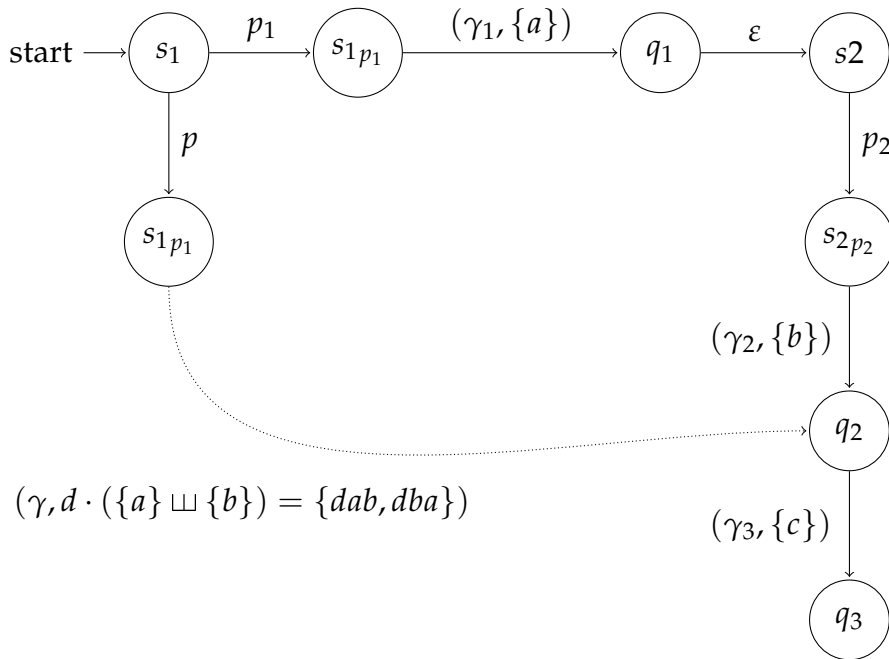 start
s₁
p₁
s₁ₚ₁
(γ₁, {a})
q₁
ε
s2
p
p₂
s₁ₚ₁
s₂ₚ₂
(γ₂, {b})
q₂
(γ, d · ({a} ⧢ {b}) = {dab, dba})
(γ₃, {c})
q₃